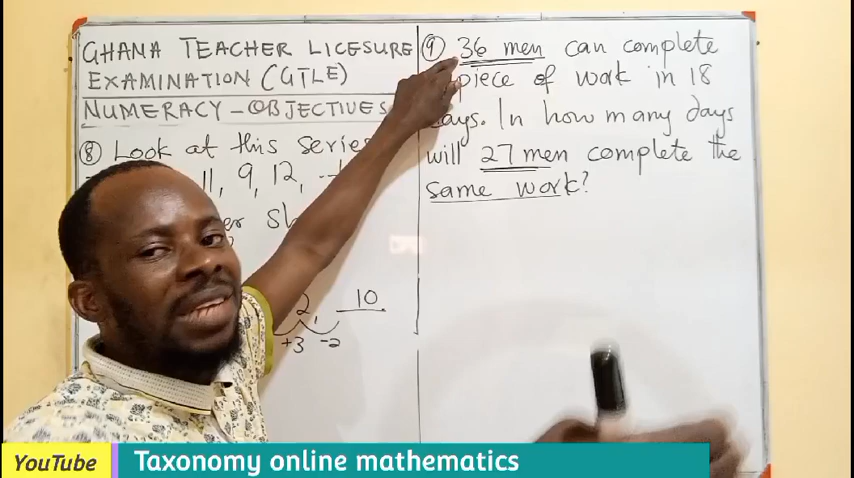 GHANA TEACHER LICESURE
EXAMINATION (GTLE)
NUMERACY - OBJECTIVES
8 Look at this series
11, 9, 12,
2, 10
+3 -2
9 36 men can complete
piece of work in 18
days. In how many days
will 27 men complete the
same work?
YouTube Taxonomy online mathematics